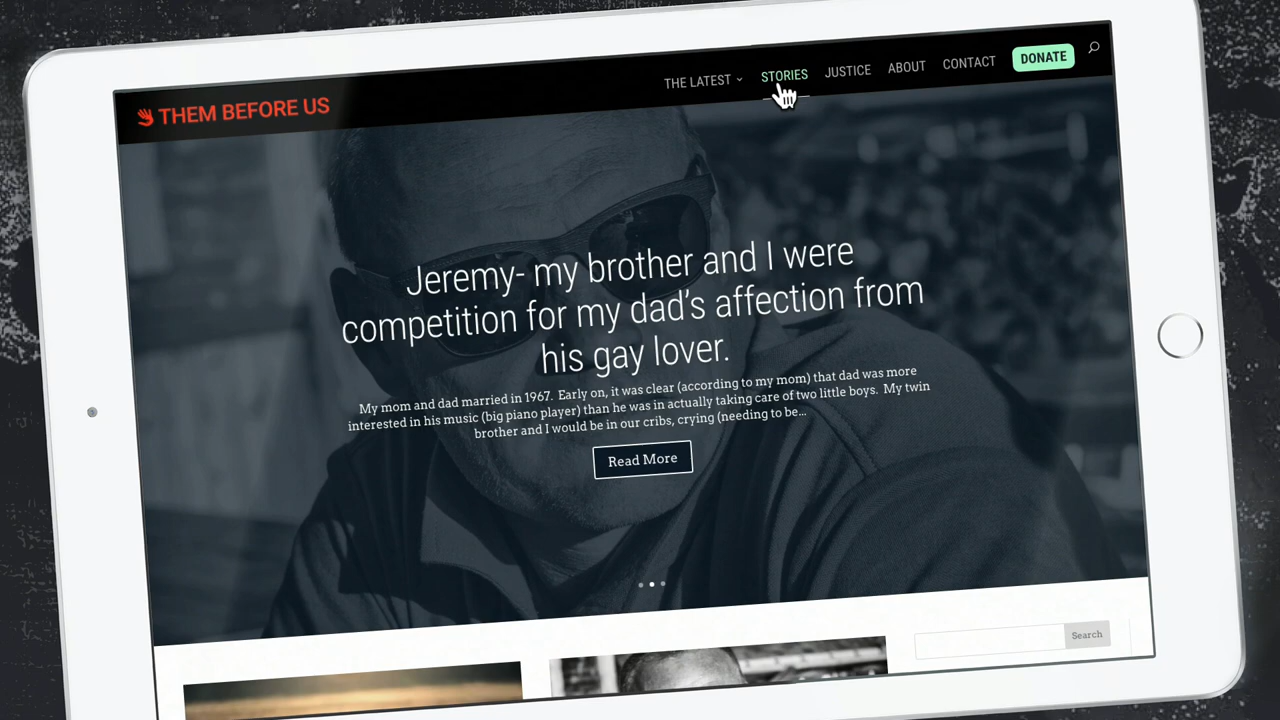 THEM BEFORE US
THE LATEST STORIES JUSTICE ABOUT CONTACT DONATE
Jeremy- my brother and I were
competition for my dad's affection from
his gay lover.
My mom and dad married in 1967. Early on, it was clear (according to my mom) that dad was more
interested in his music (big piano player) than he was in actually taking care of two little boys. My twin
brother and I would be in our cribs, crying (needing to be...
Read More
Search